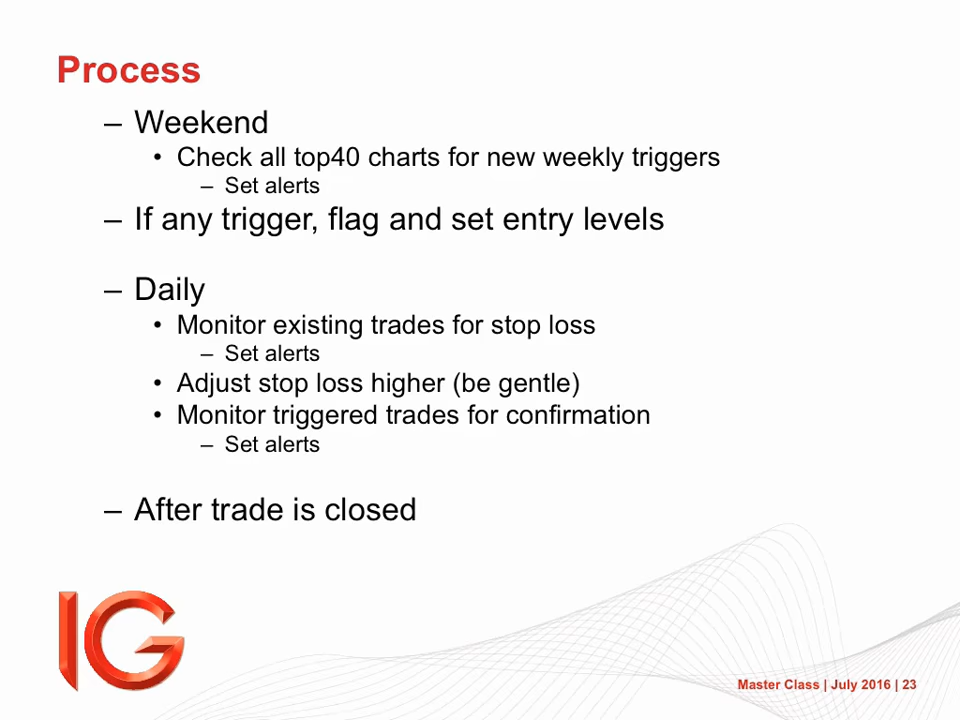 Process
– Weekend
• Check all top40 charts for new weekly triggers
– Set alerts
– If any trigger, flag and set entry levels
– Daily
• Monitor existing trades for stop loss
– Set alerts
• Adjust stop loss higher (be gentle)
• Monitor triggered trades for confirmation
– Set alerts
– After trade is closed
IG
Master Class | July 2016 | 23